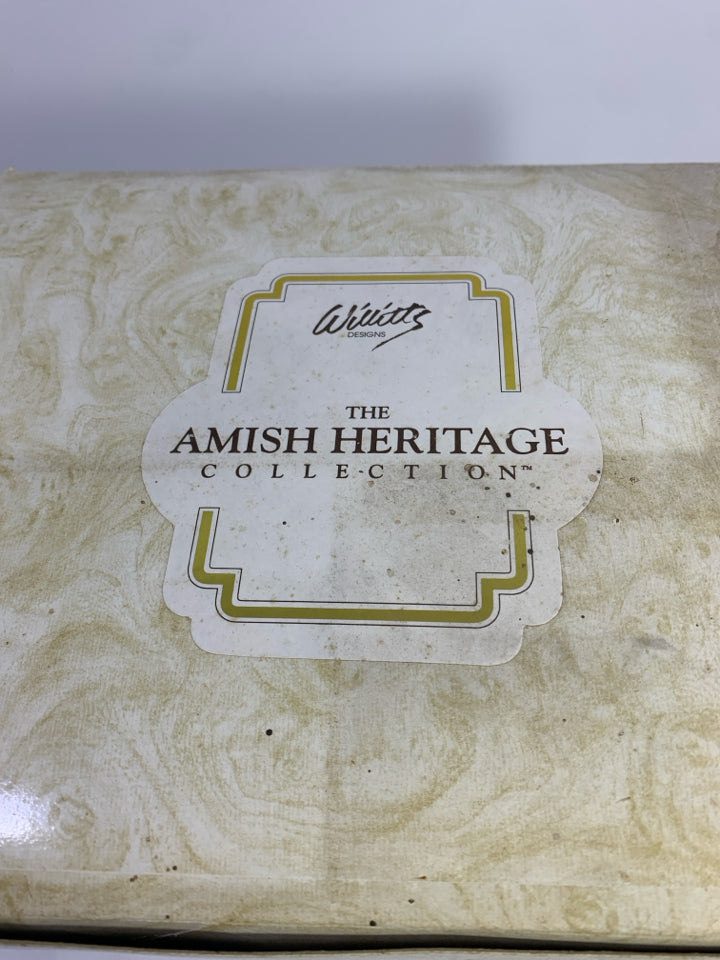 Willitts
DESIGNS
THE
AMISH HERITAGE
COLLECTION™